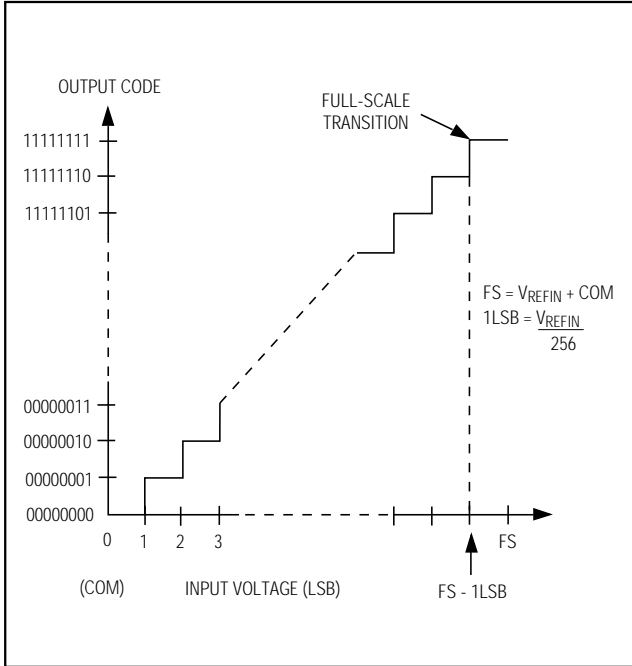 OUTPUT CODE
FULL-SCALE
TRANSITION
11111111
11111110
11111101
FS = VREFIN + COM
1LSB = VREFIN
256
00000011
00000010
00000001
00000000
0
1
2
3
FS
(COM)
INPUT VOLTAGE (LSB)
FS - 1LSB